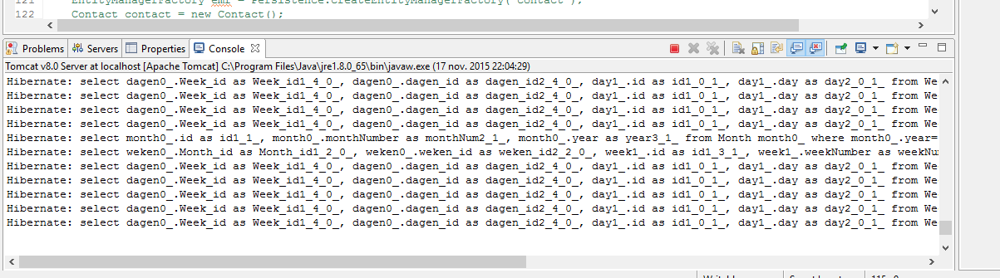 121 EntityManagerFactory emf = Persistence.createEntityManagerFactory("contact");
122 Contact contact = new Contact();
Problems Servers Properties Console
Tomcat v8.0 Server at localhost [Apache Tomcat] C:\Program Files\Java\jre1.8.0_65\bin\javaw.exe (17 nov. 2015 22:04:29)
Hibernate: select dagen0_.Week_id as Week_id1_4_0_, dagen0_.dagen_id as dagen_id2_4_0_, day1_.id as id1_0_1_, day1_.day as day2_0_1_ from We
Hibernate: select dagen0_.Week_id as Week_id1_4_0_, dagen0_.dagen_id as dagen_id2_4_0_, day1_.id as id1_0_1_, day1_.day as day2_0_1_ from We
Hibernate: select dagen0_.Week_id as Week_id1_4_0_, dagen0_.dagen_id as dagen_id2_4_0_, day1_.id as id1_0_1_, day1_.day as day2_0_1_ from We
Hibernate: select dagen0_.Week_id as Week_id1_4_0_, dagen0_.dagen_id as dagen_id2_4_0_, day1_.id as id1_0_1_, day1_.day as day2_0_1_ from We
Hibernate: select month0_.id as id1_1_, month0_.monthNumber as monthNum2_1_, month0_.year as year3_1_ from Month month0_ where month0_.year=
Hibernate: select weken0_.Month_id as Month_id1_2_0_, weken0_.weken_id as weken_id2_2_0_, week1_.id as id1_3_1_, week1_.weekNumber as weekNu
Hibernate: select dagen0_.Week_id as Week_id1_4_0_, dagen0_.dagen_id as dagen_id2_4_0_, day1_.id as id1_0_1_, day1_.day as day2_0_1_ from We
Hibernate: select dagen0_.Week_id as Week_id1_4_0_, dagen0_.dagen_id as dagen_id2_4_0_, day1_.id as id1_0_1_, day1_.day as day2_0_1_ from We
Hibernate: select dagen0_.Week_id as Week_id1_4_0_, dagen0_.dagen_id as dagen_id2_4_0_, day1_.id as id1_0_1_, day1_.day as day2_0_1_ from We
Hibernate: select dagen0_.Week_id as Week_id1_4_0_, dagen0_.dagen_id as dagen_id2_4_0_, day1_.id as id1_0_1_, day1_.day as day2_0_1_ from We
Hibernate: select dagen0_.Week_id as Week_id1_4_0_, dagen0_.dagen_id as dagen_id2_4_0_, day1_.id as id1_0_1_, day1_.day as day2_0_1_ from We